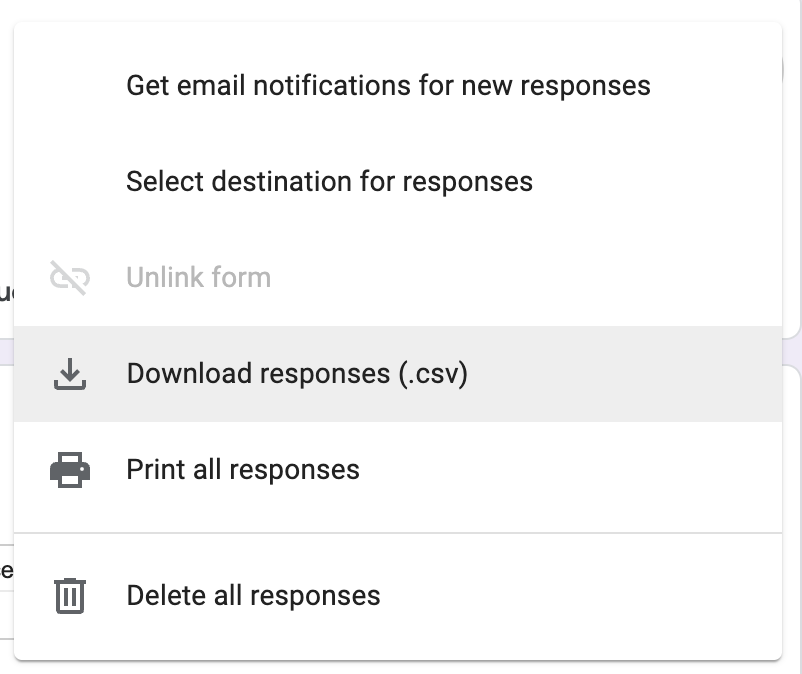 Get email notifications for new responses
Select destination for responses
Unlink form
Download responses (.csv)
Print all responses
Delete all responses